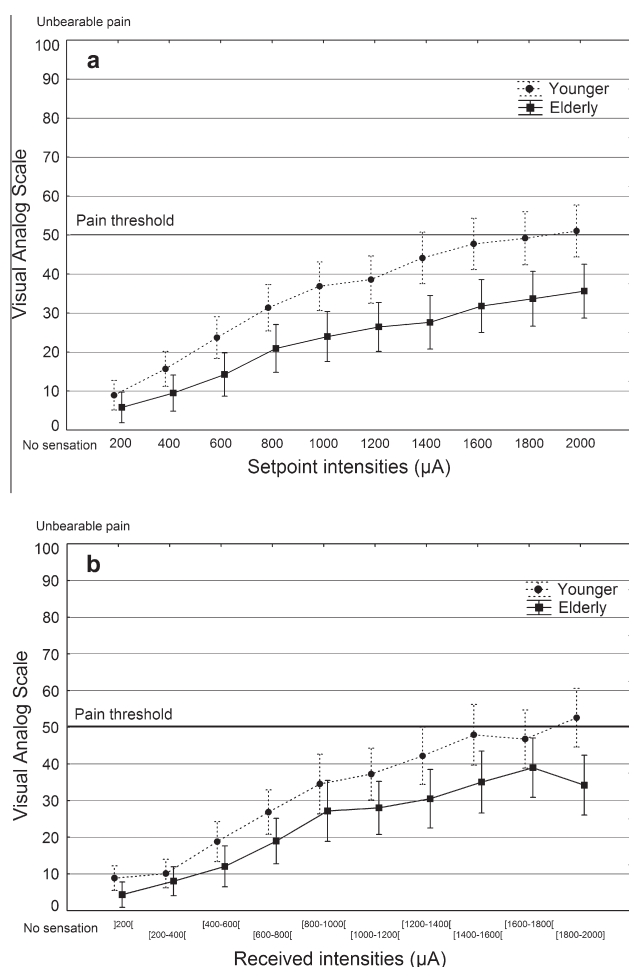 Unbearable pain
100
a
90
Younger
Elderly
80
70
60
Pain threshold
50
40
30
20
10
0
Visual Analog Scale
No sensation
200 400 600 800 1000 1200 1400 1600 1800 2000
Setpoint intensities (µA)
Unbearable pain
100
b
90
Younger
Elderly
80
70
60
Pain threshold
50
40
30
20
10
0
Visual Analog Scale
No sensation
]200[ [400-600[ [800-1000[ [1200-1400[ [1600-1800[
[200-400[ [600-800[ [1000-1200[ [1400-1600[ [1800-2000[
Received intensities (µA)